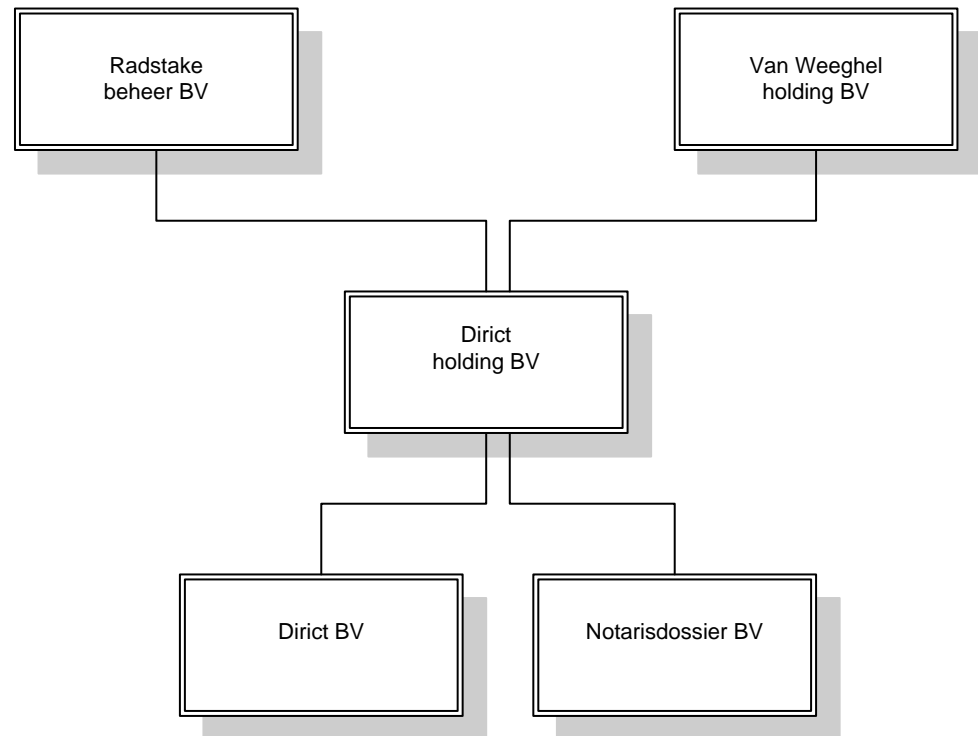 Radstake
beheer BV
Van Weeghel
holding BV
Dirict
holding BV
Dirict BV
Notarisdossier BV